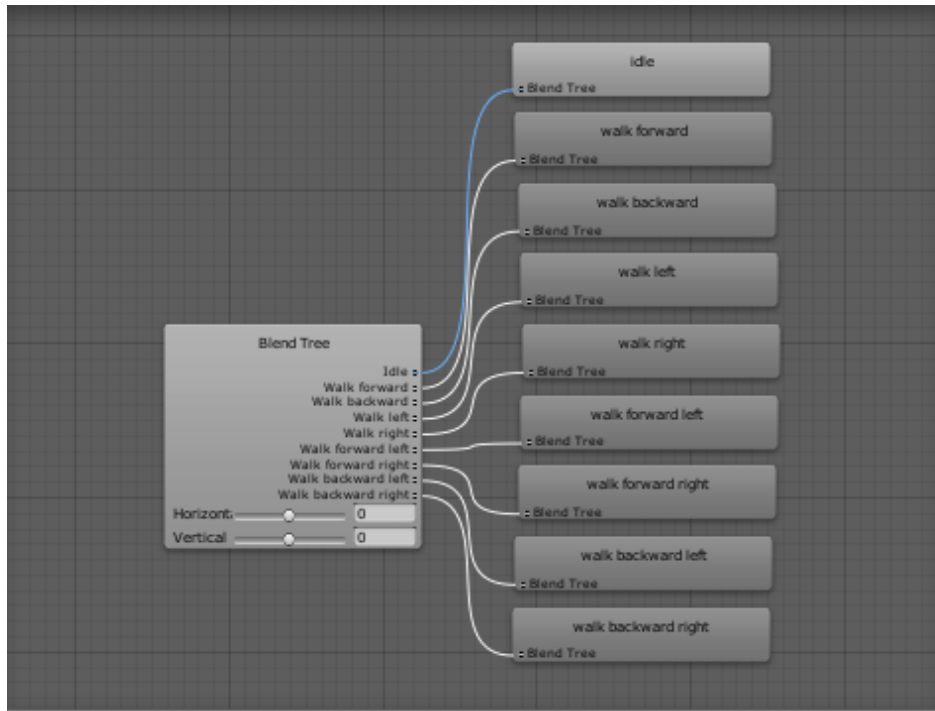 idle
Blend Tree
walk forward
Blend Tree
walk backward
Blend Tree
walk left
Blend Tree
walk right
Blend Tree
walk forward left
Blend Tree
walk forward right
Blend Tree
walk backward left
Blend Tree
walk backward right
Blend Tree
Blend Tree
Idle
Walk forward
Walk backward
Walk left
Walk right
Walk forward left
Walk forward right
Walk backward left
Walk backward right
Horizont 0
Vertical 0